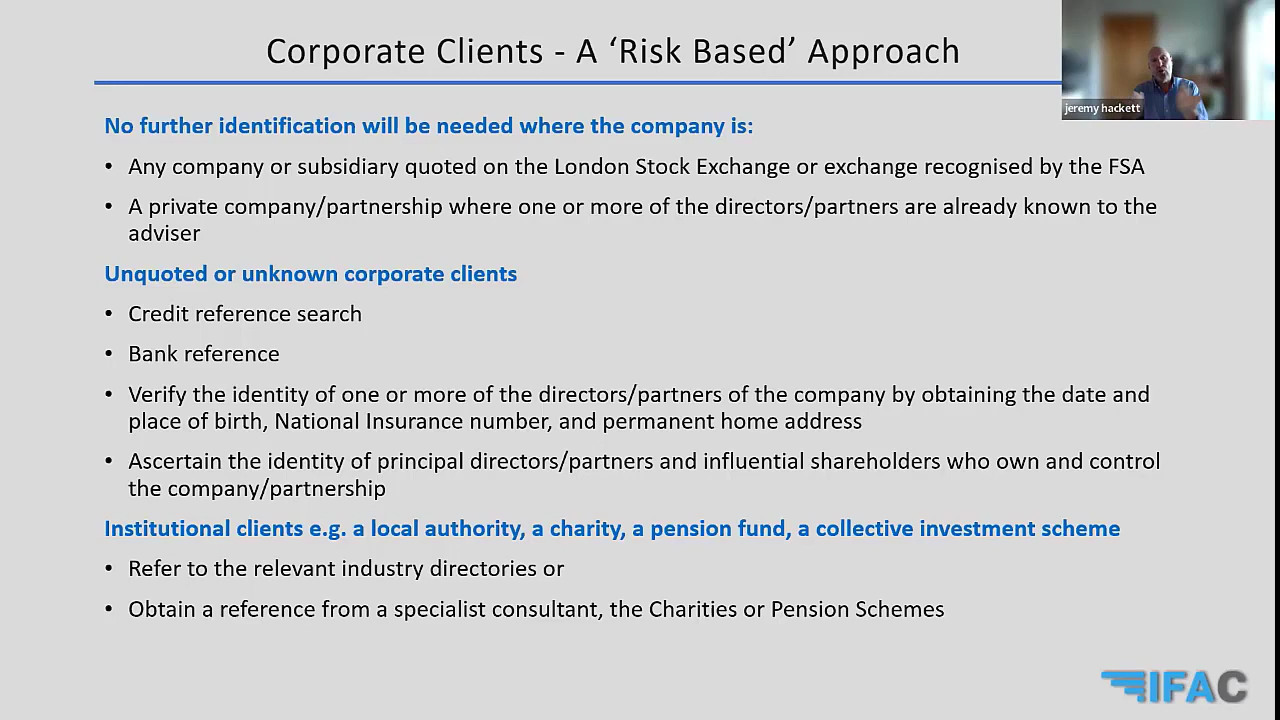 Corporate Clients - A ‘Risk Based’ Approach
jeremy hackett
No further identification will be needed where the company is:
• Any company or subsidiary quoted on the London Stock Exchange or exchange recognised by the FSA
• A private company/partnership where one or more of the directors/partners are already known to the
adviser
Unquoted or unknown corporate clients
• Credit reference search
• Bank reference
• Verify the identity of one or more of the directors/partners of the company by obtaining the date and
place of birth, National Insurance number, and permanent home address
• Ascertain the identity of principal directors/partners and influential shareholders who own and control
the company/partnership
Institutional clients e.g. a local authority, a charity, a pension fund, a collective investment scheme
• Refer to the relevant industry directories or
• Obtain a reference from a specialist consultant, the Charities or Pension Schemes
IFAC